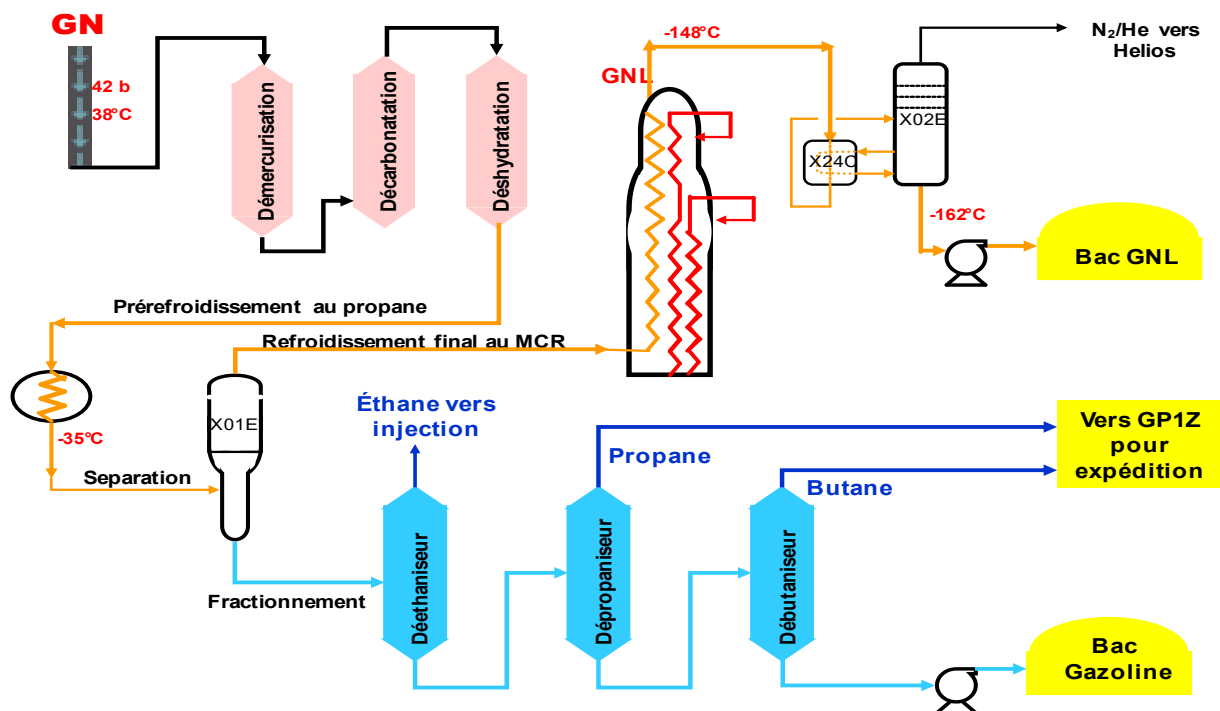 GN
42 b
38°C
Démercurisation
Décarbonatation
Déshydratation
-148°C
GNL
N₂/He vers
Helios
X02E
X24C
-162°C
Bac GNL
Prérefroidissement au propane
Refroidissement final au MCR
X01E
-35°C
Separation
Fractionnement
Éthane vers
injection
Propane
Butane
Vers GP1Z
pour
expédition
Déethaniseur
Dépropaniseur
Débutaniseur
Bac
Gazoline